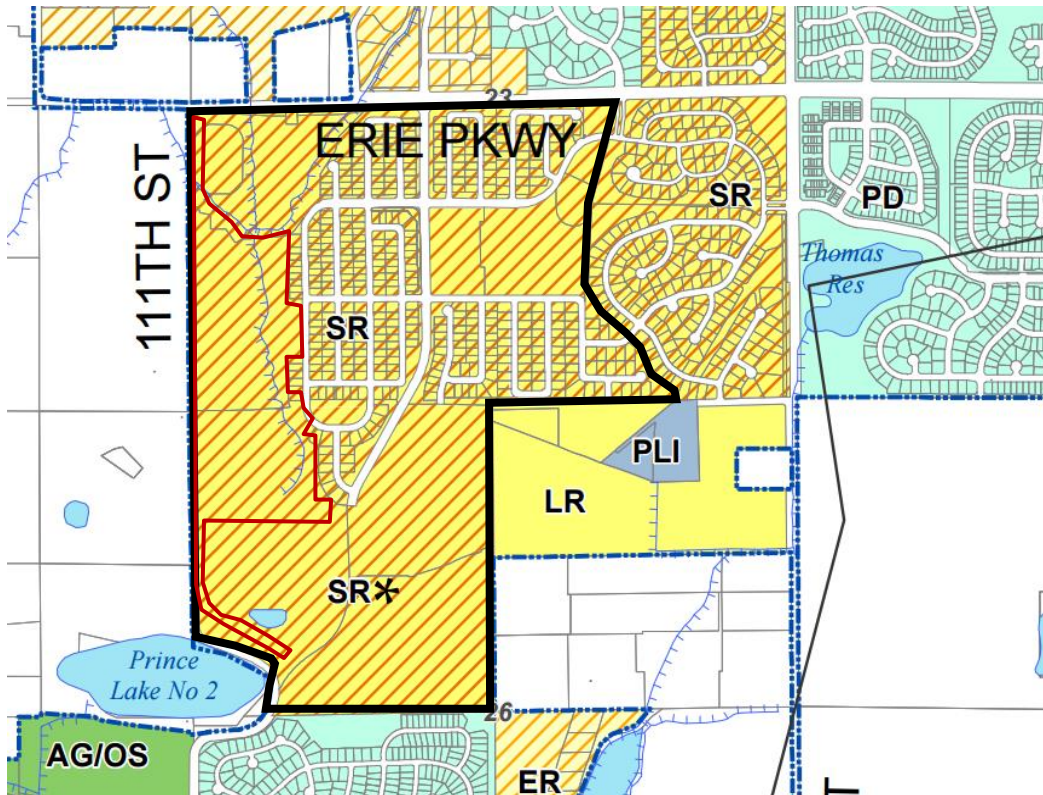 23
ERIE PKWY
111TH ST
SR
PD
Thomas
Res
SR
PLI
LR
SR*
Prince
Lake No 2
26
AG/OS
ER
T